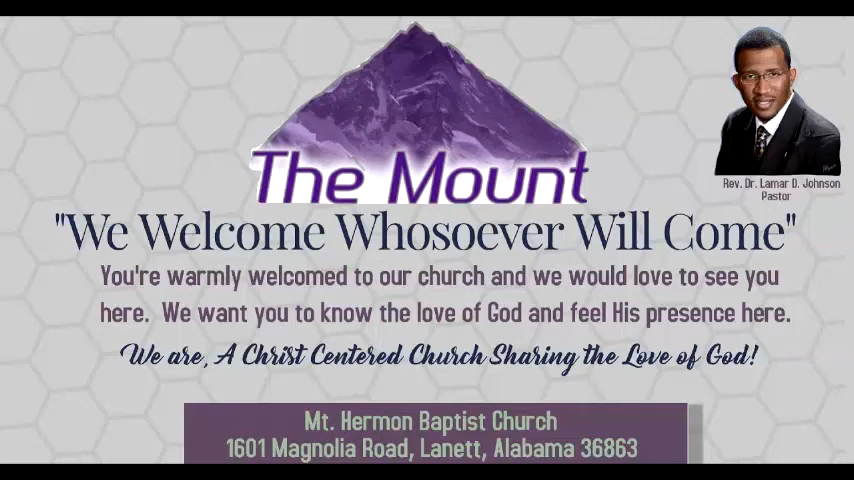 The Mount
Rev. Dr. Lamar D. Johnson
Pastor
"We Welcome Whosoever Will Come"
You're warmly welcomed to our church and we would love to see you
here. We want you to know the love of God and feel His presence here.
We are, A Christ Centered Church Sharing the Love of God!
Mt. Hermon Baptist Church
1601 Magnolia Road, Lanett, Alabama 36863